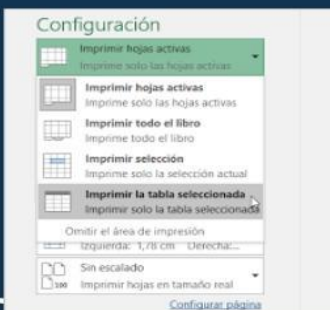 Configuración
Imprimir hojas activas
Imprime solo las hojas activas
Imprimir hojas activas
Imprime solo las hojas activas
Imprimir todo el libro
Imprime todo el libro
Imprimir selección
Imprime solo la selección actual
Imprimir la tabla seleccionada
Imprimir solo la tabla seleccionada
Omitir el área de impresión
Izquierda: 1,78 cm Derecha:...
Sin escalado
100 Imprimir hojas en tamaño real
Configurar página